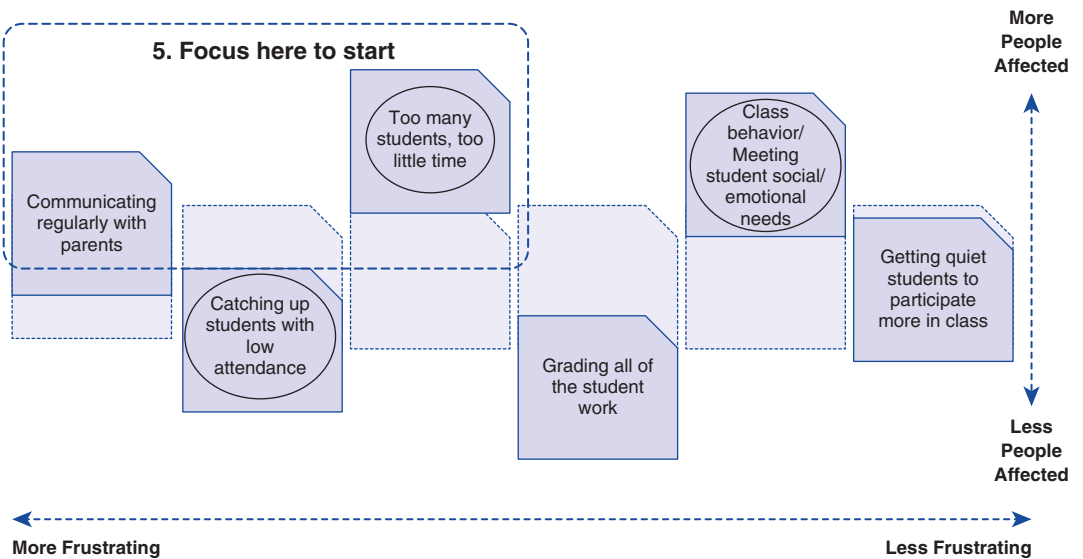 5. Focus here to start
More
People
Affected
Too many
students, too
little time
Class
behavior/
Meeting
student social/
emotional
needs
Communicating
regularly with
parents
Getting quiet
students to
participate
more in class
Catching up
students with
low
attendance
Grading all of
the student
work
Less
People
Affected
More Frustrating
Less Frustrating